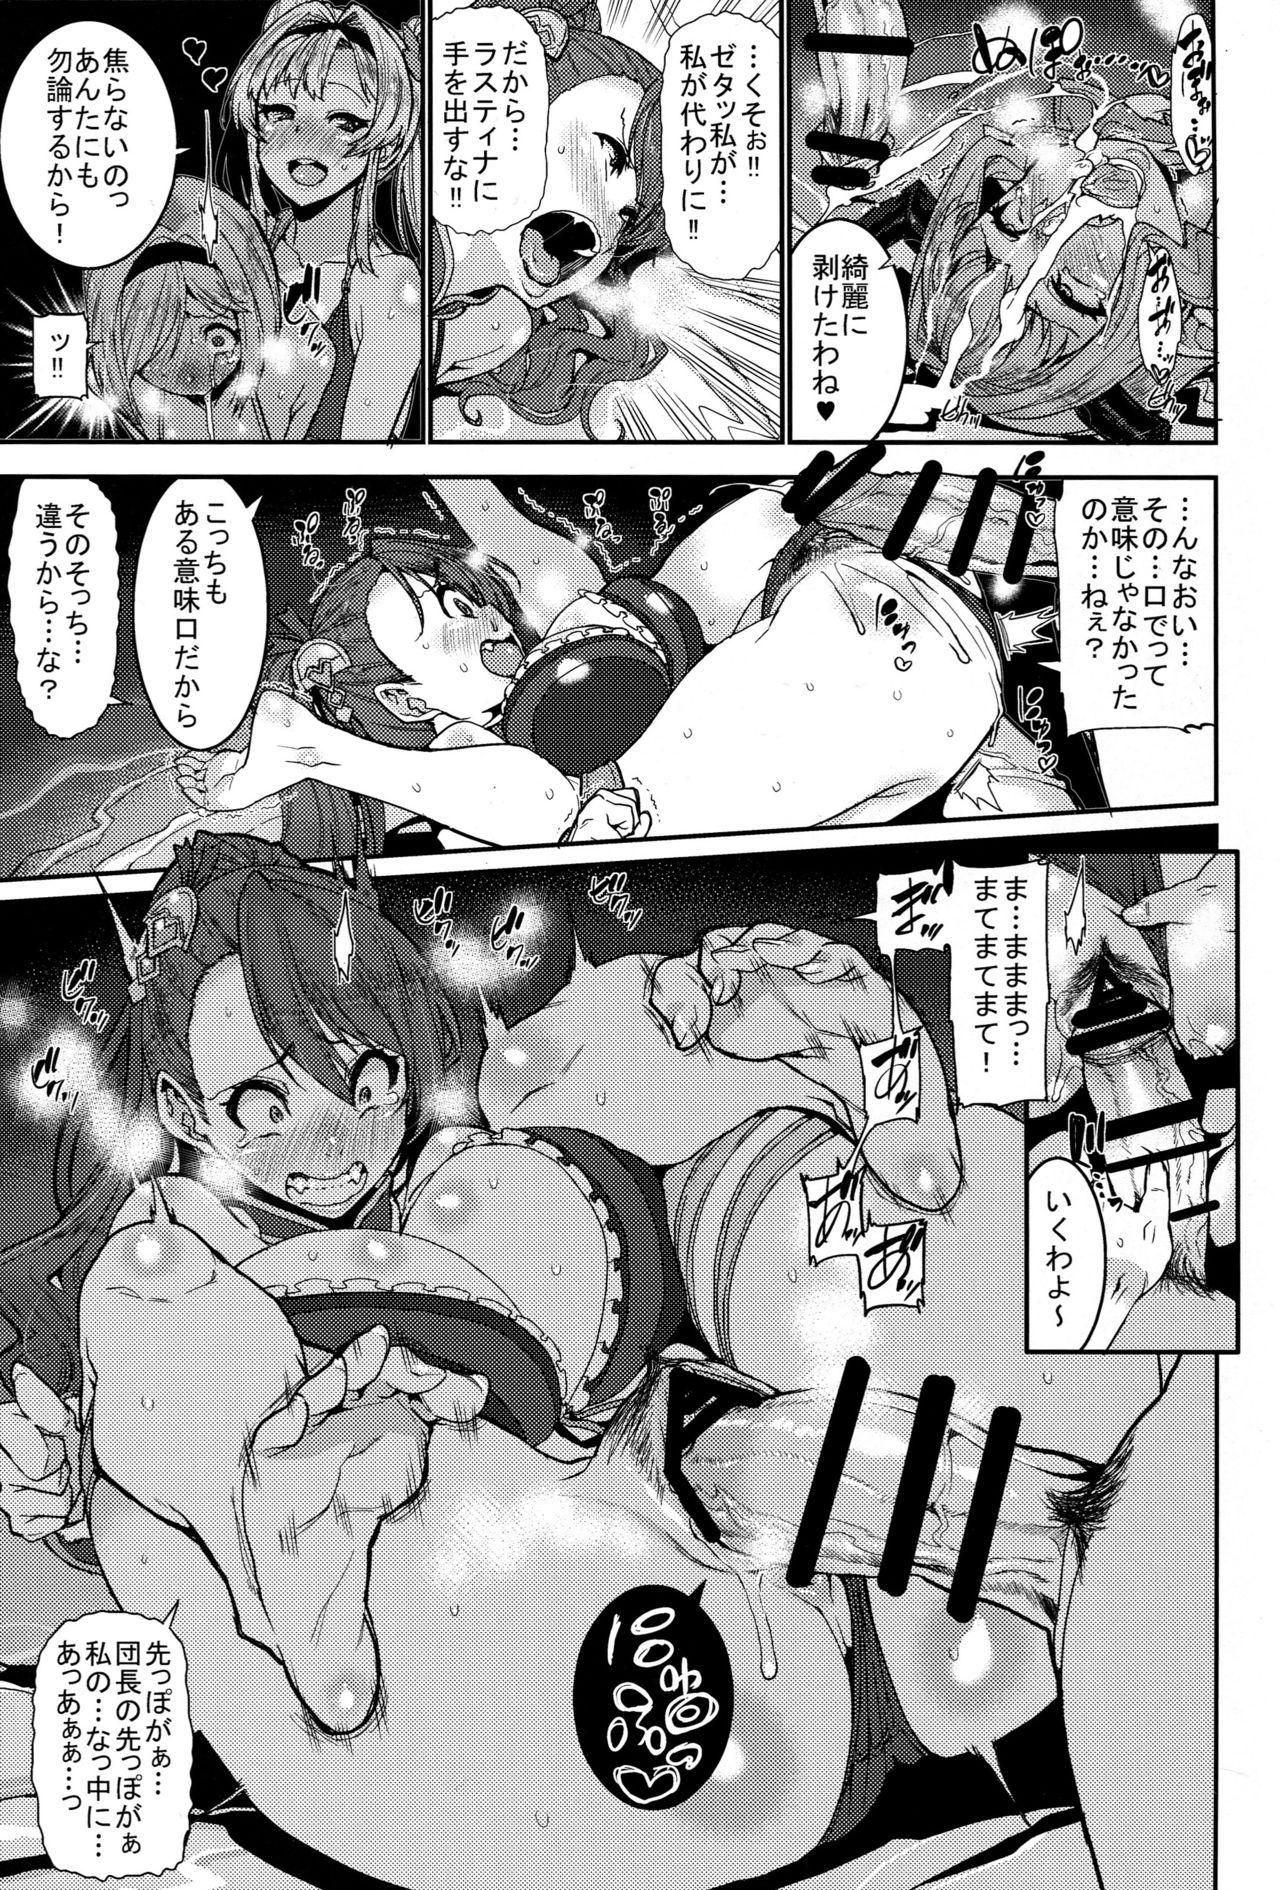 ぬぽぉ……
綺麗に
剥けたわね♥
…くそぉ!!
ゼタッ私が…
私が代わりに!!
だから…
ラスティナに
手を出すな!!
焦らないのっ
あんたにも
勿論するから!
ッ!!
…んなおい…
その…口でって
意味じゃなかった
のか…ねぇ?
こっちも
ある意味口だから
そのそっち…
違うから…な?
ま…まままっ…
まてまてまて!
いくわよ~
先っぽがぁ…
団長の先っぽがぁ
私の…なっ中に…
あっあぁぁ…っ